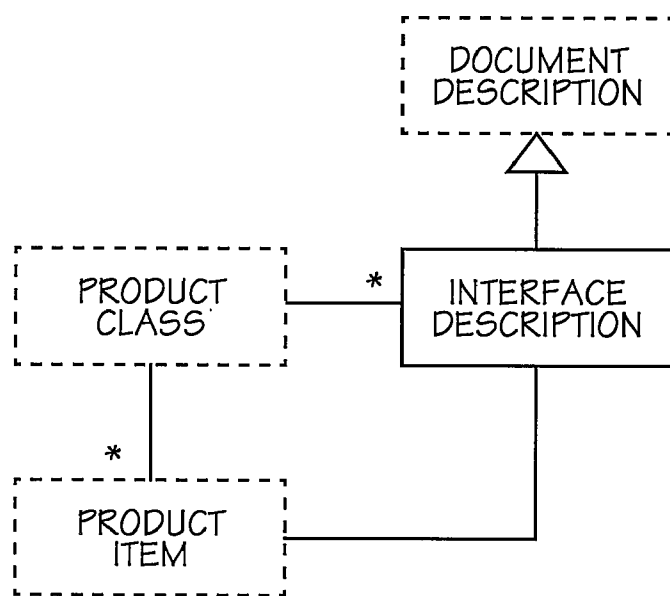 DOCUMENT
DESCRIPTION
PRODUCT
CLASS
*
INTERFACE
DESCRIPTION
*
PRODUCT
ITEM